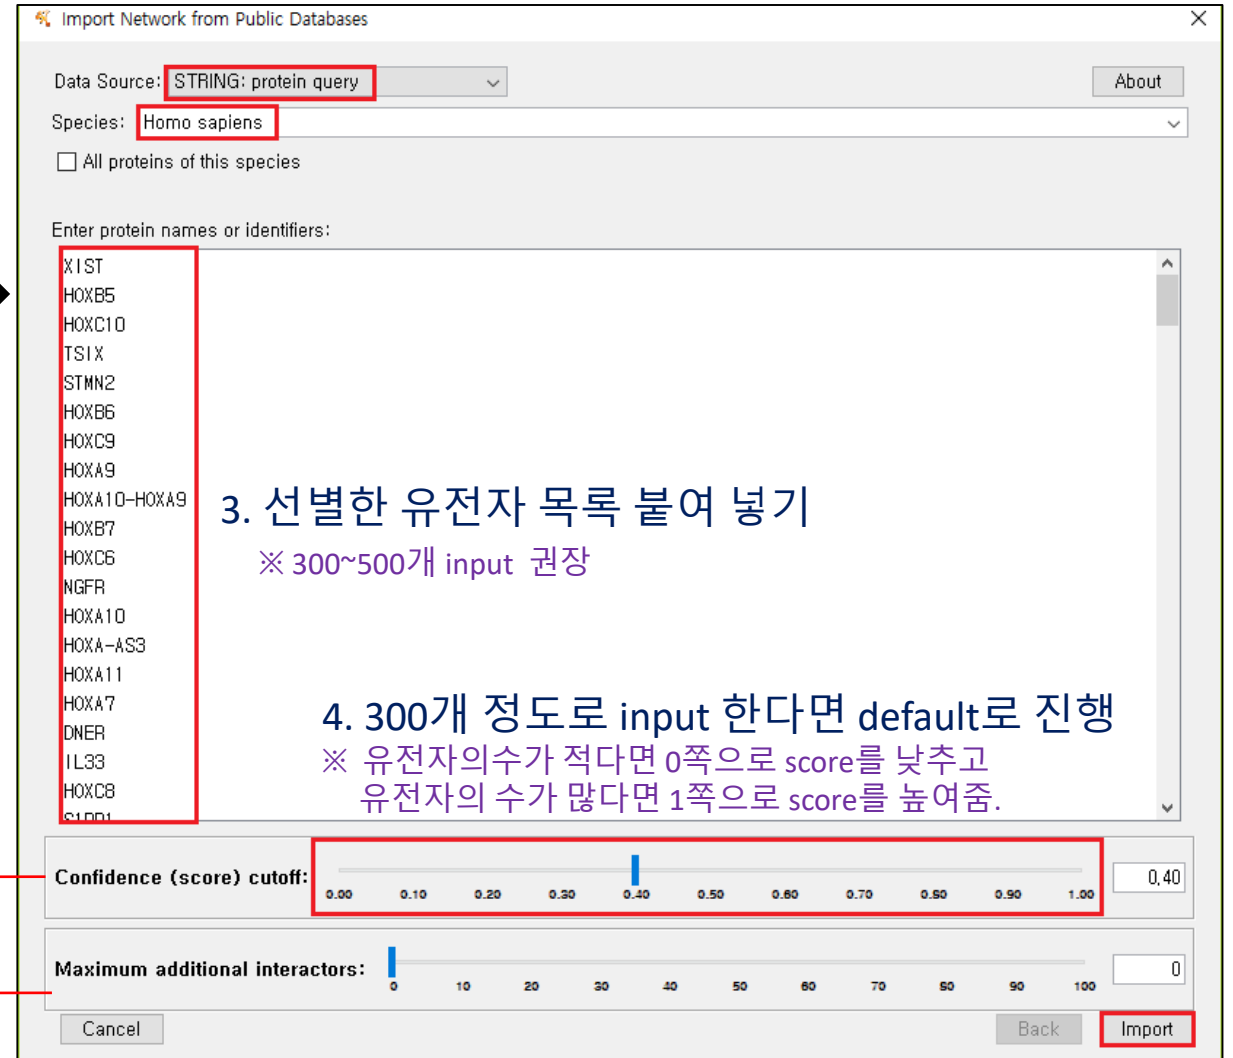 Import Network from Public Databases
Data Source: STRING: protein query
About
Species: Homo sapiens
All proteins of this species
Enter protein names or identifiers:
XIST
HOXB5
HOXC10
TSIX
STMN2
HOXB6
HOXC9
HOXA9
HOXA10-HOXA9
HOXB7
HOXC6
NGFR
HOXA10
HOXA-AS3
HOXA11
HOXA7
DNER
IL33
HOXC8
3. 선별한 유전자 목록 붙여 넣기
※ 300~500개 input 권장
4. 300개 정도로 input 한다면 default로 진행
※ 유전자의수가 적다면 0쪽으로 score를 낮추고
유전자의 수가 많다면 1쪽으로 score를 높여줌.
Confidence (score) cutoff:
0.00 0.10 0.20 0.30 0.40 0.50 0.60 0.70 0.80 0.90 1.00
0,40
Maximum additional interactors:
0 10 20 30 40 50 60 70 80 90 100
0
Cancel
Back
Import